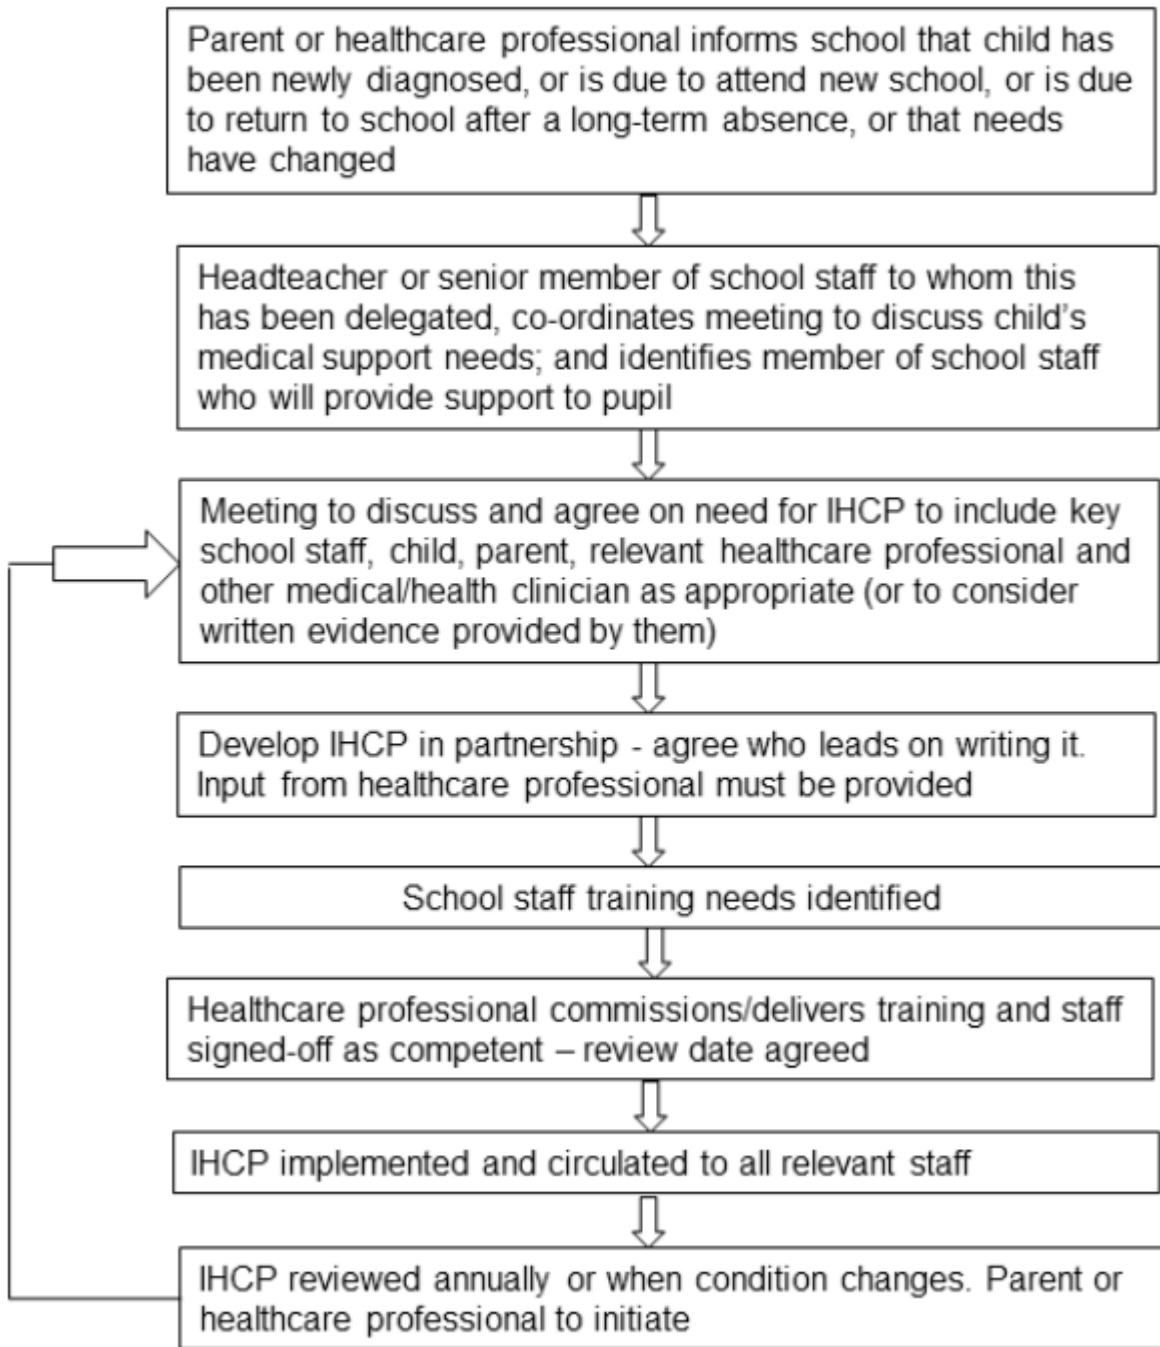 Parent or healthcare professional informs school that child has
been newly diagnosed, or is due to attend new school, or is due
to return to school after a long-term absence, or that needs
have changed
Headteacher or senior member of school staff to whom this
has been delegated, co-ordinates meeting to discuss child's
medical support needs; and identifies member of school staff
who will provide support to pupil
Meeting to discuss and agree on need for IHCP to include key
school staff, child, parent, relevant healthcare professional and
other medical/health clinician as appropriate (or to consider
written evidence provided by them)
Develop IHCP in partnership - agree who leads on writing it.
Input from healthcare professional must be provided
School staff training needs identified
Healthcare professional commissions/delivers training and staff
signed-off as competent – review date agreed
IHCP implemented and circulated to all relevant staff
IHCP reviewed annually or when condition changes. Parent or
healthcare professional to initiate